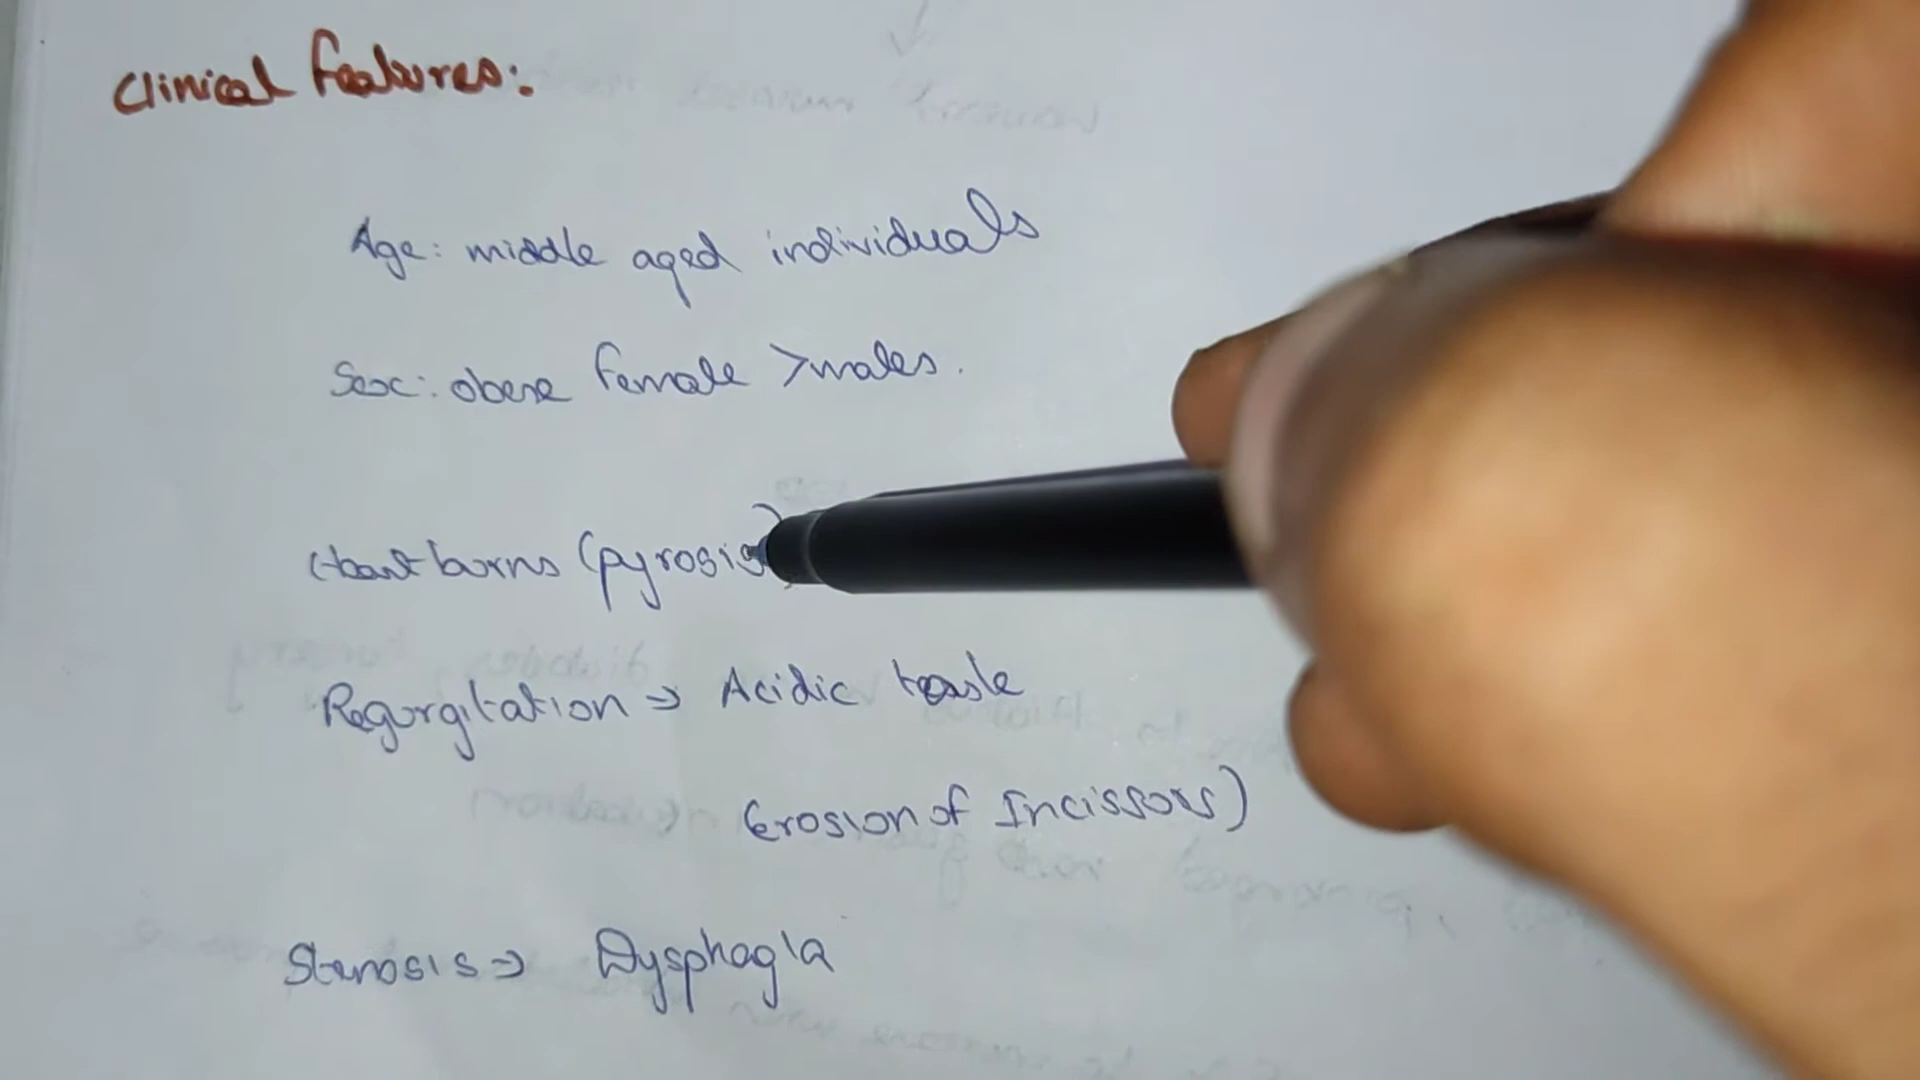 Clinical features:
Age: middle aged individuals
Sex: obese female > males.
Heart burns (pyrosis)
Regurgitation ⇒ Acidic taste
Erosion of Incissors)
Stenosis ⇒ Dysphagia